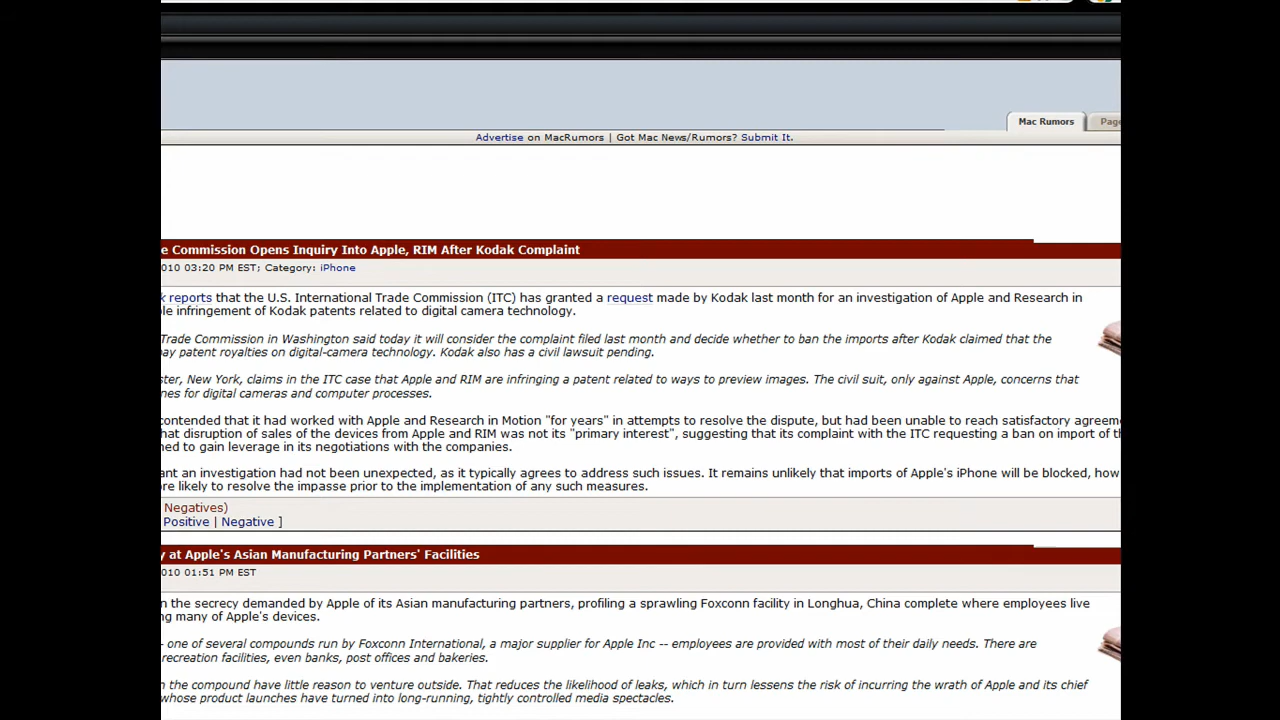 Mac Rumors Page
Advertise on MacRumors | Got Mac News/Rumors? Submit It.
e Commission Opens Inquiry Into Apple, RIM After Kodak Complaint
010 03:20 PM EST; Category: iPhone
k reports that the U.S. International Trade Commission (ITC) has granted a request made by Kodak last month for an investigation of Apple and Research in
le infringement of Kodak patents related to digital camera technology.
Trade Commission in Washington said today it will consider the complaint filed last month and decide whether to ban the imports after Kodak claimed that the
pay patent royalties on digital-camera technology. Kodak also has a civil lawsuit pending.
ster, New York, claims in the ITC case that Apple and RIM are infringing a patent related to ways to preview images. The civil suit, only against Apple, concerns that
nes for digital cameras and computer processes.
contended that it had worked with Apple and Research in Motion "for years" in attempts to resolve the dispute, but had been unable to reach satisfactory agreeme
hat disruption of sales of the devices from Apple and RIM was not its "primary interest", suggesting that its complaint with the ITC requesting a ban on import of th
ned to gain leverage in its negotiations with the companies.
ant an investigation had not been unexpected, as it typically agrees to address such issues. It remains unlikely that imports of Apple's iPhone will be blocked, how
ore likely to resolve the impasse prior to the implementation of any such measures.
Negatives)
Positive | Negative ]
y at Apple's Asian Manufacturing Partners' Facilities
010 01:51 PM EST
n the secrecy demanded by Apple of its Asian manufacturing partners, profiling a sprawling Foxconn facility in Longhua, China complete where employees live
ng many of Apple's devices.
- one of several compounds run by Foxconn International, a major supplier for Apple Inc -- employees are provided with most of their daily needs. There are
recreation facilities, even banks, post offices and bakeries.
n the compound have little reason to venture outside. That reduces the likelihood of leaks, which in turn lessens the risk of incurring the wrath of Apple and its chief
whose product launches have turned into long-running, tightly controlled media spectacles.